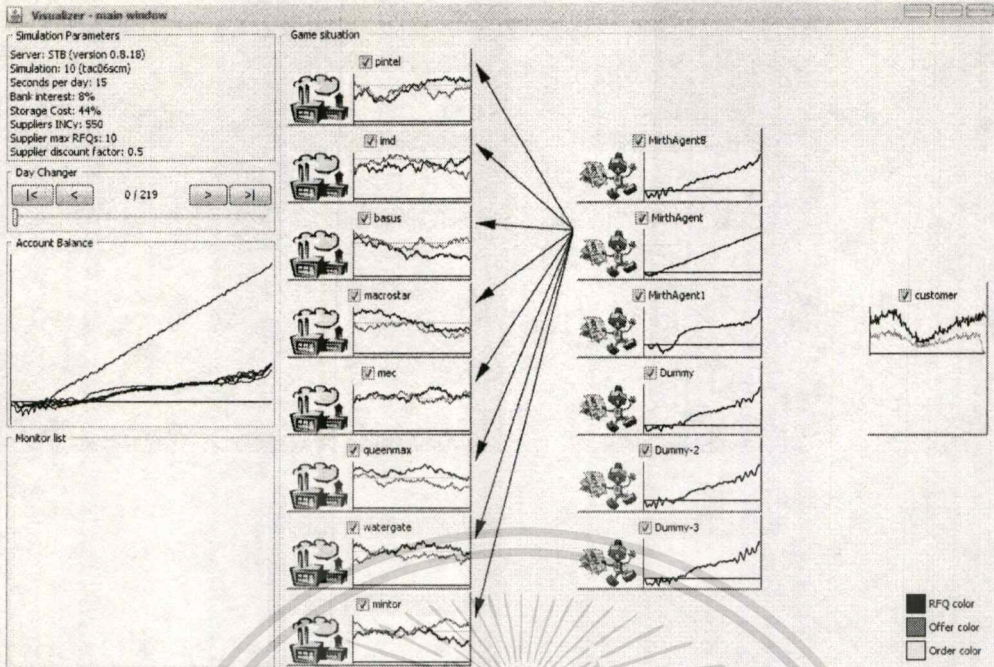 Visualizer - main window
Simulation Parameters
Server: STB (version 0.8.18)
Simulation: 10 (tac06scm)
Seconds per day: 15
Bank interest: 8%
Storage Cost: 44%
Suppliers INCv: 550
Supplier max RFQs: 10
Supplier discount factor: 0.5
Day Changer
|<
<
0 / 219
>
>|
Account Balance
Monitor list
Game situation
pintel
imd
basus
macrostar
mec
queenmax
watergate
mintor
MirthAgent8
MirthAgent
MirthAgent1
Dummy
Dummy-2
Dummy-3
customer
RFQ color
Offer color
Order color